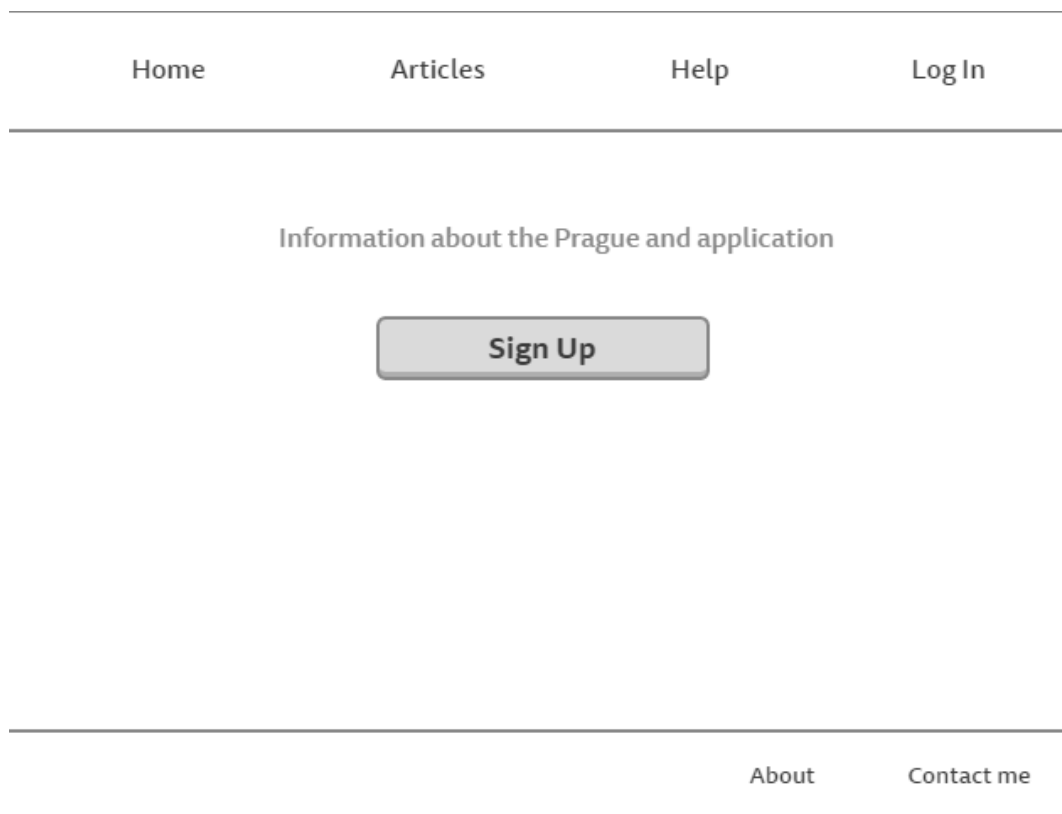 Home Articles Help Log In
Information about the Prague and application
Sign Up
About Contact me